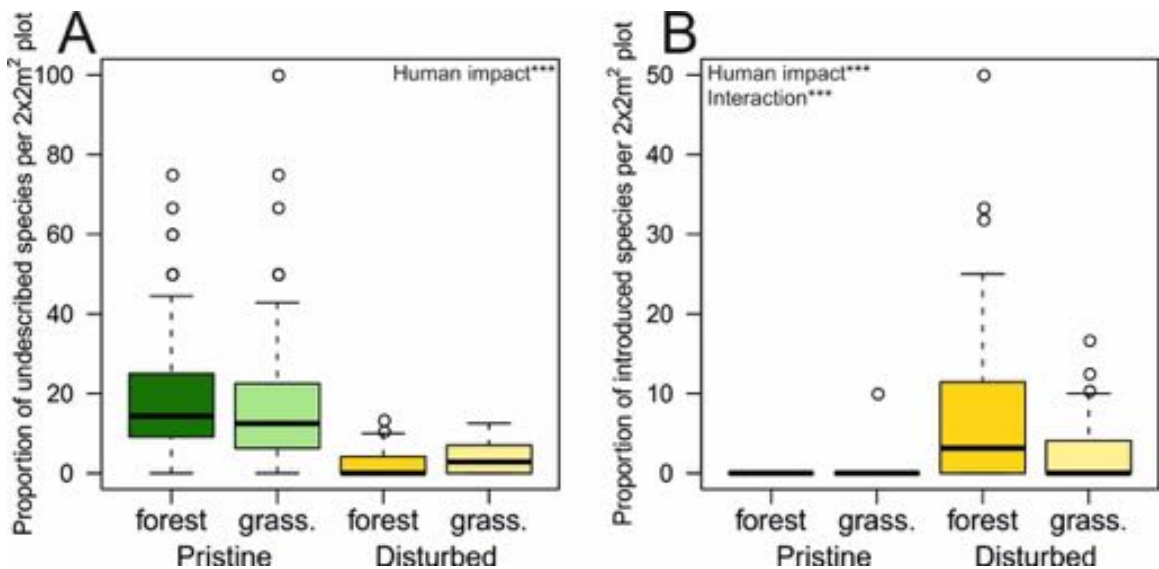 A
Proportion of undescribed species per 2x2m² plot
Human impact***
100
80
60
40
20
0
forest grass. forest grass.
Pristine Disturbed
B
Proportion of introduced species per 2x2m² plot
Human impact***
Interaction***
50
40
30
20
10
0
forest grass. forest grass.
Pristine Disturbed